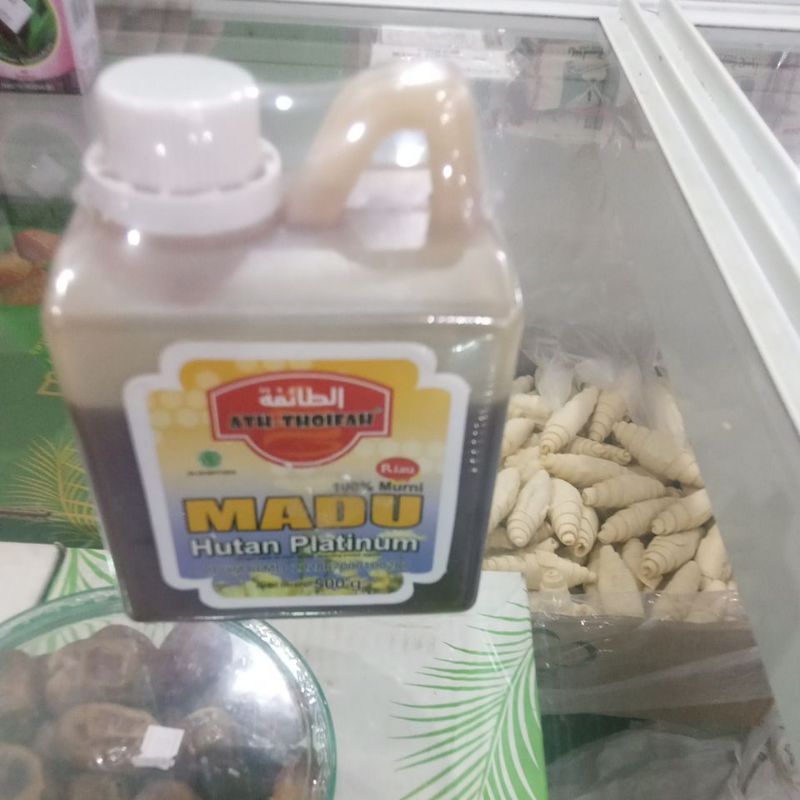 الطائفة
ATH THOIFAH
Riau
100% Murni
MADU
Hutan Platinum
500 g